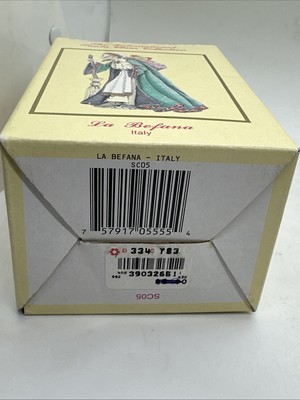 La Befana
Italy
LA BEFANA - ITALY
SC05
7 57917 05555 4
334 783
39032651
SC05